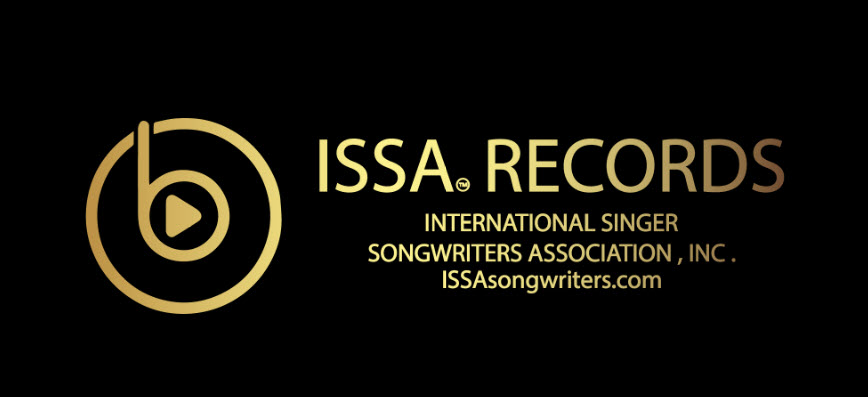 ISSA™ RECORDS
INTERNATIONAL SINGER
SONGWRITERS ASSOCIATION , INC .
ISSAsongwriters.com